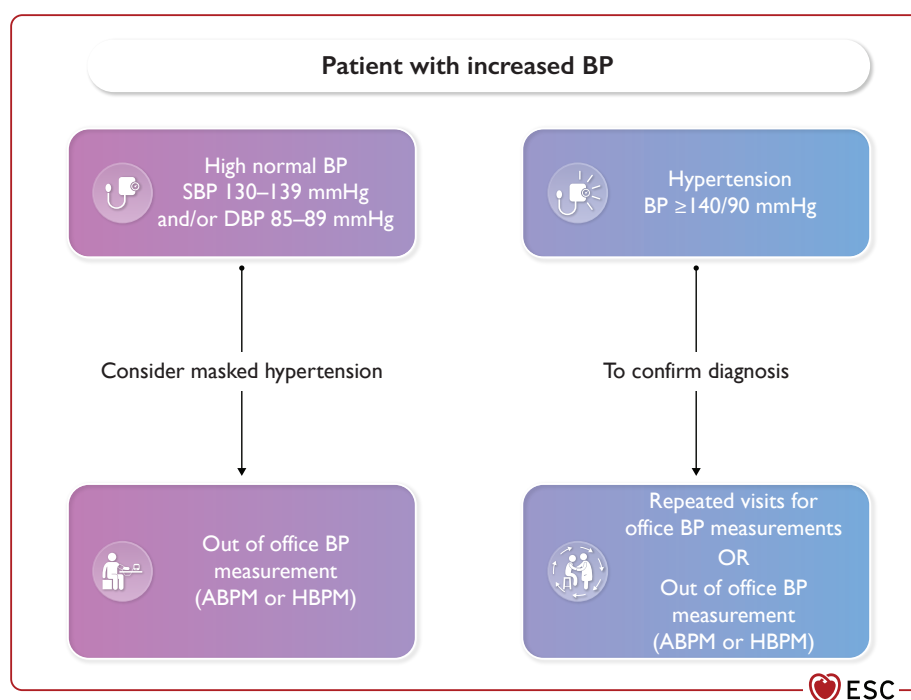 Patient with increased BP
High normal BP
SBP 130–139 mmHg
and/or DBP 85–89 mmHg
Hypertension
BP ≥140/90 mmHg
Consider masked hypertension
To confirm diagnosis
Out of office BP
measurement
(ABPM or HBPM)
Repeated visits for
office BP measurements
OR
Out of office BP
measurement
(ABPM or HBPM)
ESC